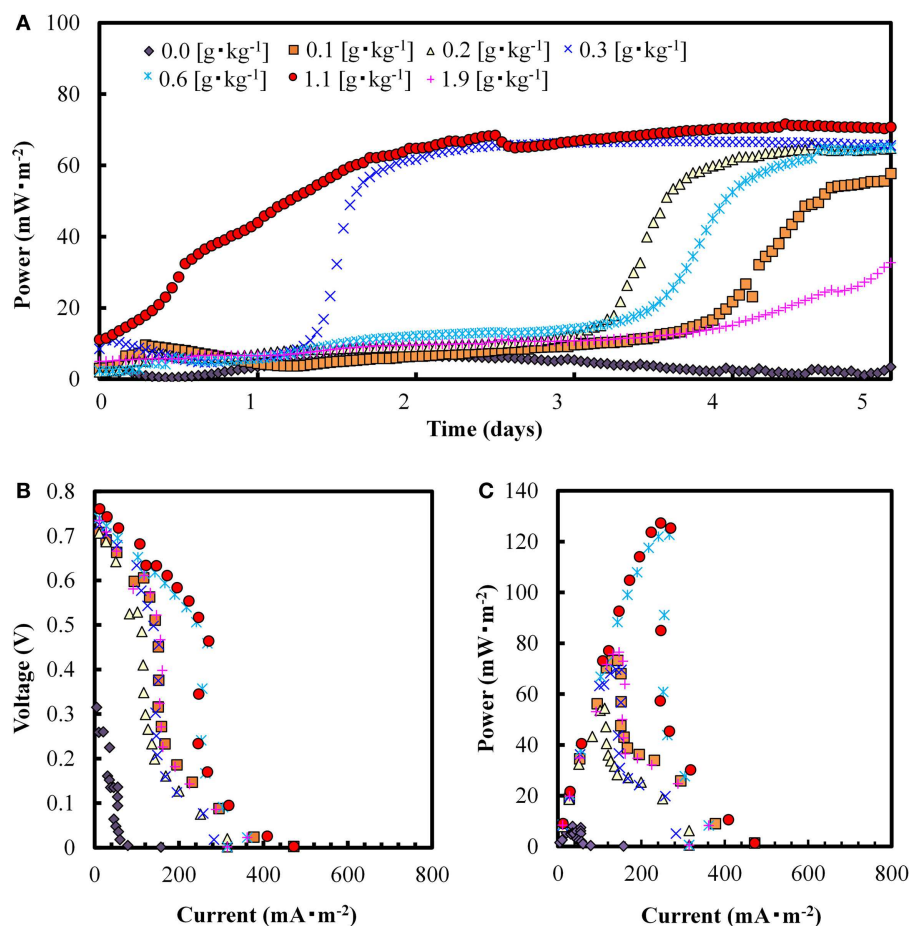 A
100
80
60
40
20
0
Power (mW・m-2)
0.0 [g・kg-1]
0.1 [g・kg-1]
0.2 [g・kg-1]
0.3 [g・kg-1]
0.6 [g・kg-1]
1.1 [g・kg-1]
1.9 [g・kg-1]
0 1 2 3 4 5
Time (days)
B
0.8
0.7
0.6
0.5
0.4
0.3
0.2
0.1
0
Voltage (V)
0 200 400 600 800
Current (mA・m-2)
C
140
120
100
80
60
40
20
0
Power (mW・m-2)
0 200 400 600 800
Current (mA・m-2)